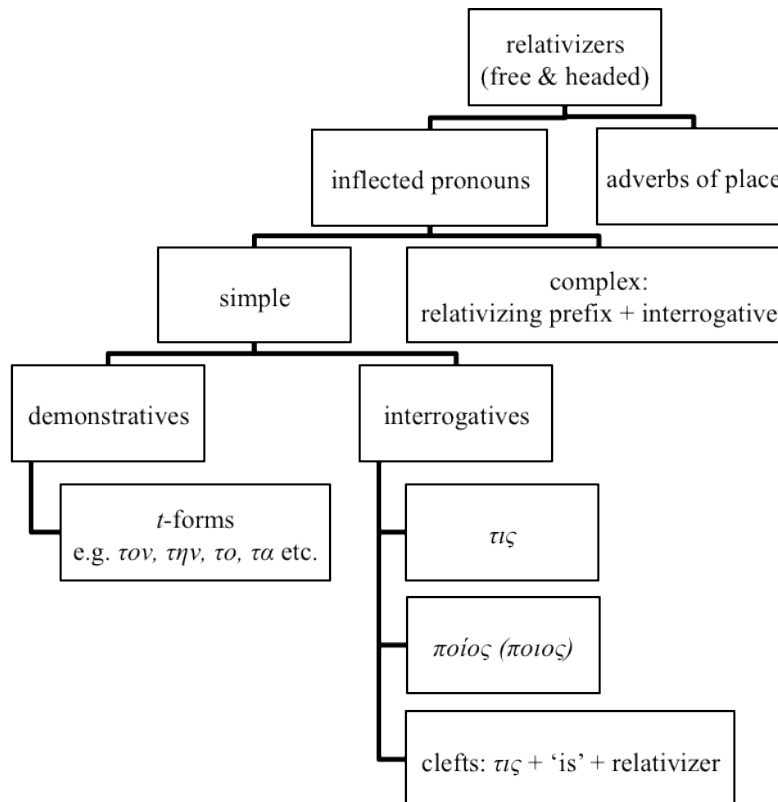 relativizers
(free & headed)
inflected pronouns
adverbs of place
simple
complex:
relativizing prefix + interrogative
demonstratives
interrogatives
t-forms
e.g. τον, την, το, τα etc.
τις
ποίος (ποιος)
clefts: τις + ‘is’ + relativizer